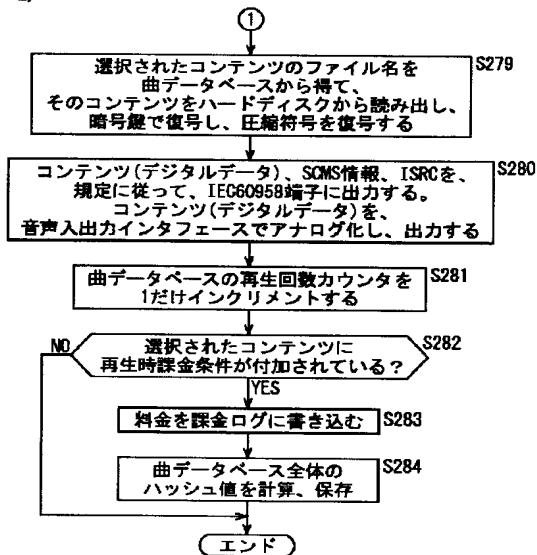 1
選択されたコンテンツのファイル名を
曲データベースから得て、
そのコンテンツをハードディスクから読み出し、
暗号鍵で復号し、圧縮符号を復号する
S279
コンテンツ(デジタルデータ)、SCMS情報、ISRCを、
規定に従って、IEC60958端子に出力する。
コンテンツ(デジタルデータ)を、
音声入出力インタフェースでアナログ化し、出力する
S280
曲データベースの再生回数カウンタを
1だけインクリメントする
S281
選択されたコンテンツに
再生時課金条件が付加されている?
S282
NO
YES
料金を課金ログに書き込む
S283
曲データベース全体の
ハッシュ値を計算、保存
S284
エンド